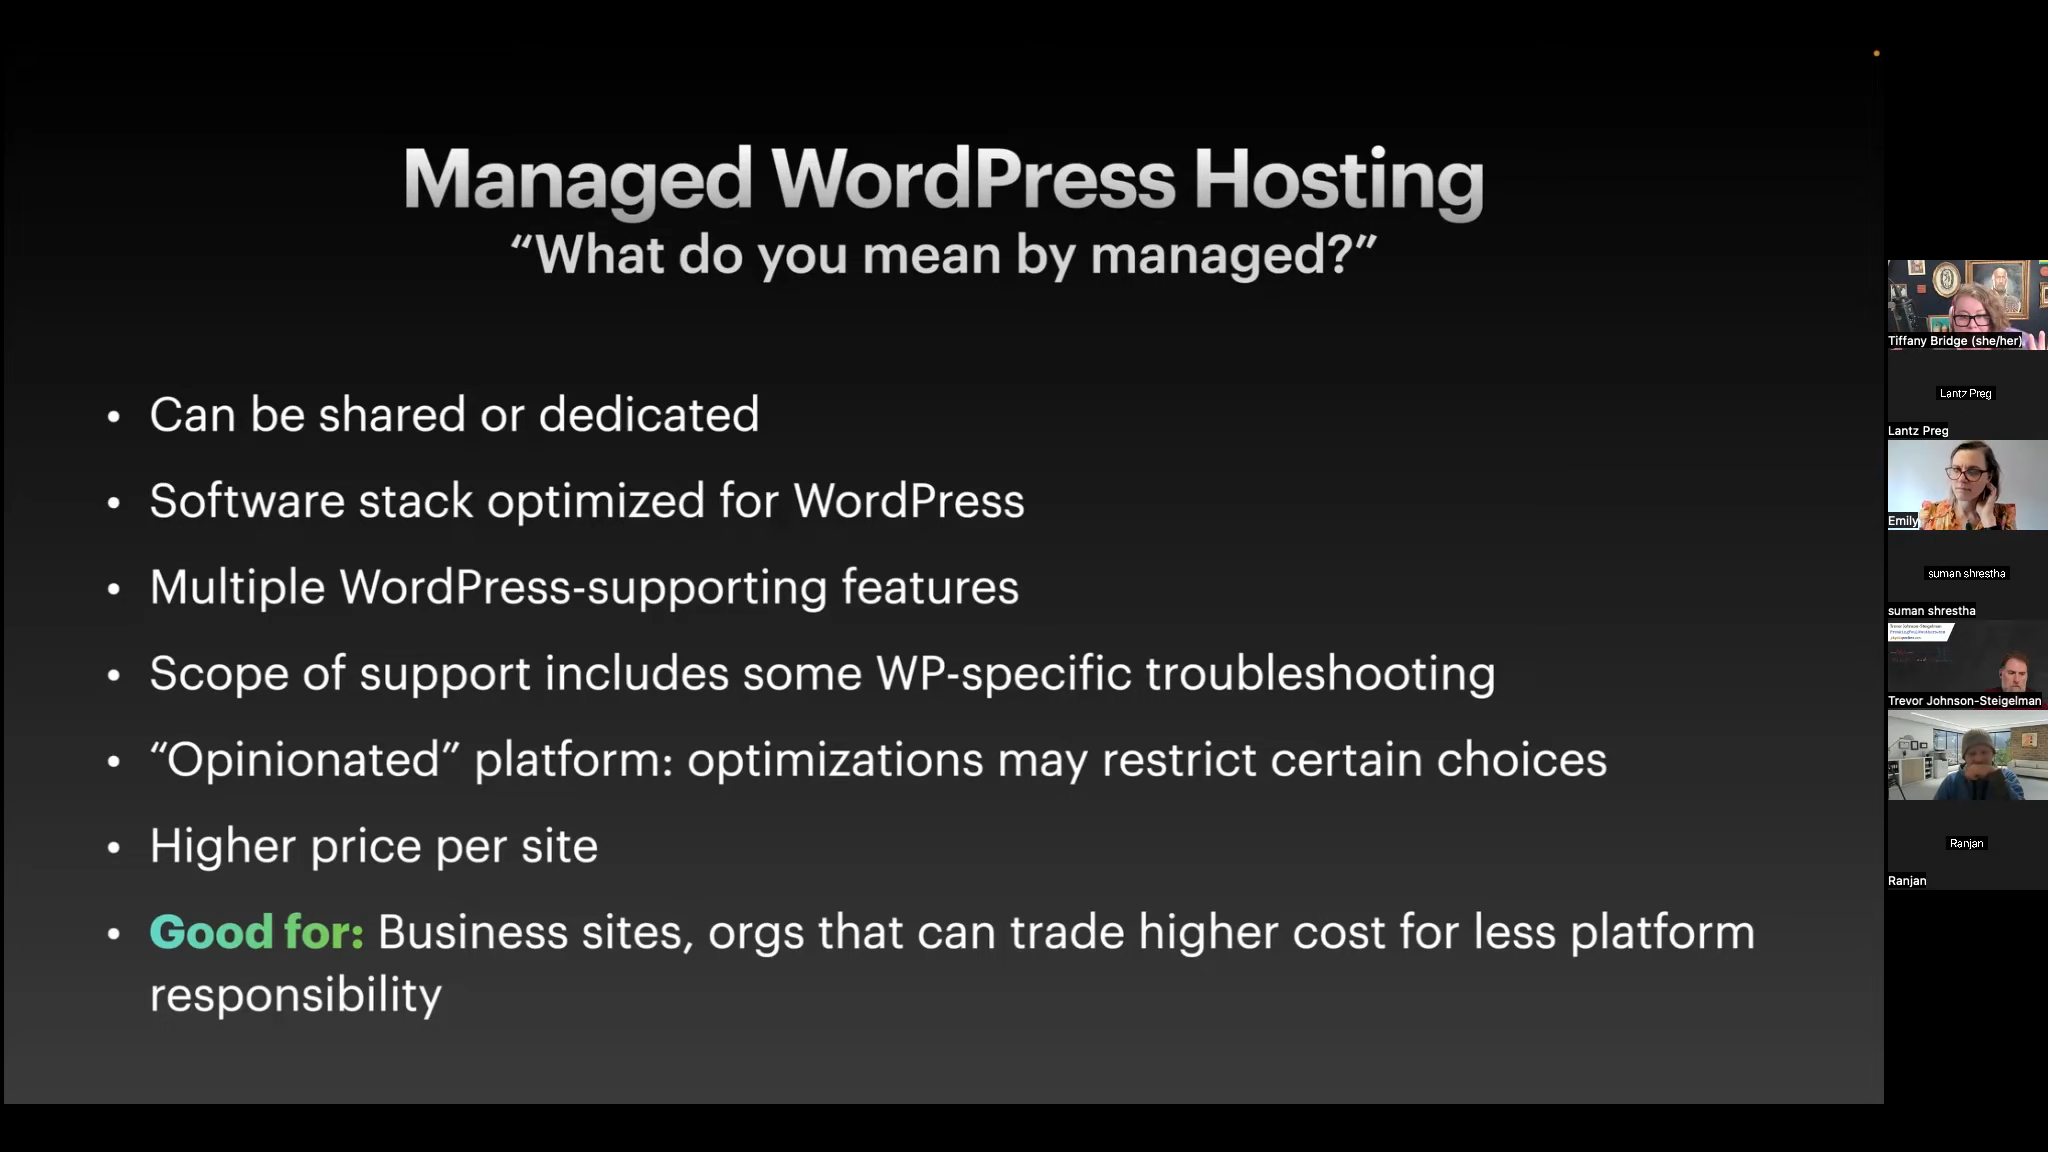 Managed WordPress Hosting
“What do you mean by managed?”
• Can be shared or dedicated
• Software stack optimized for WordPress
• Multiple WordPress-supporting features
• Scope of support includes some WP-specific troubleshooting
• “Opinionated” platform: optimizations may restrict certain choices
• Higher price per site
• Good for: Business sites, orgs that can trade higher cost for less platform
responsibility
Tiffany Bridge (she/her)
Lantz Preg
Lantz Preg
Emily
suman shrestha
suman shrestha
Trevor Johnson-Steigelman
Trevor Johnson-Steigelman
Ranjan
Ranjan